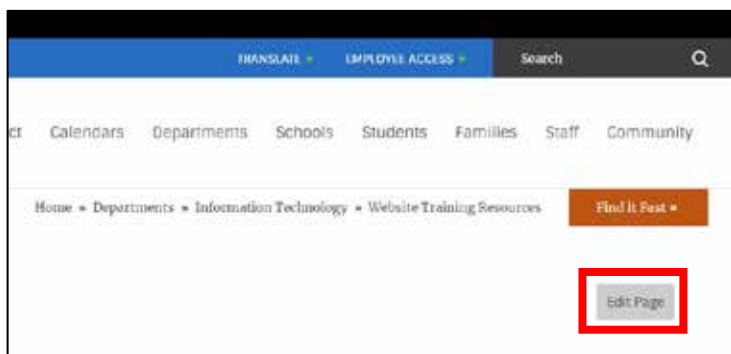 TRANSLATE EMPLOYEE ACCESS Search
ct Calendars Departments Schools Students Families Staff Community
Home » Departments » Information Technology » Website Training Resources Find it Fast
Edit Page